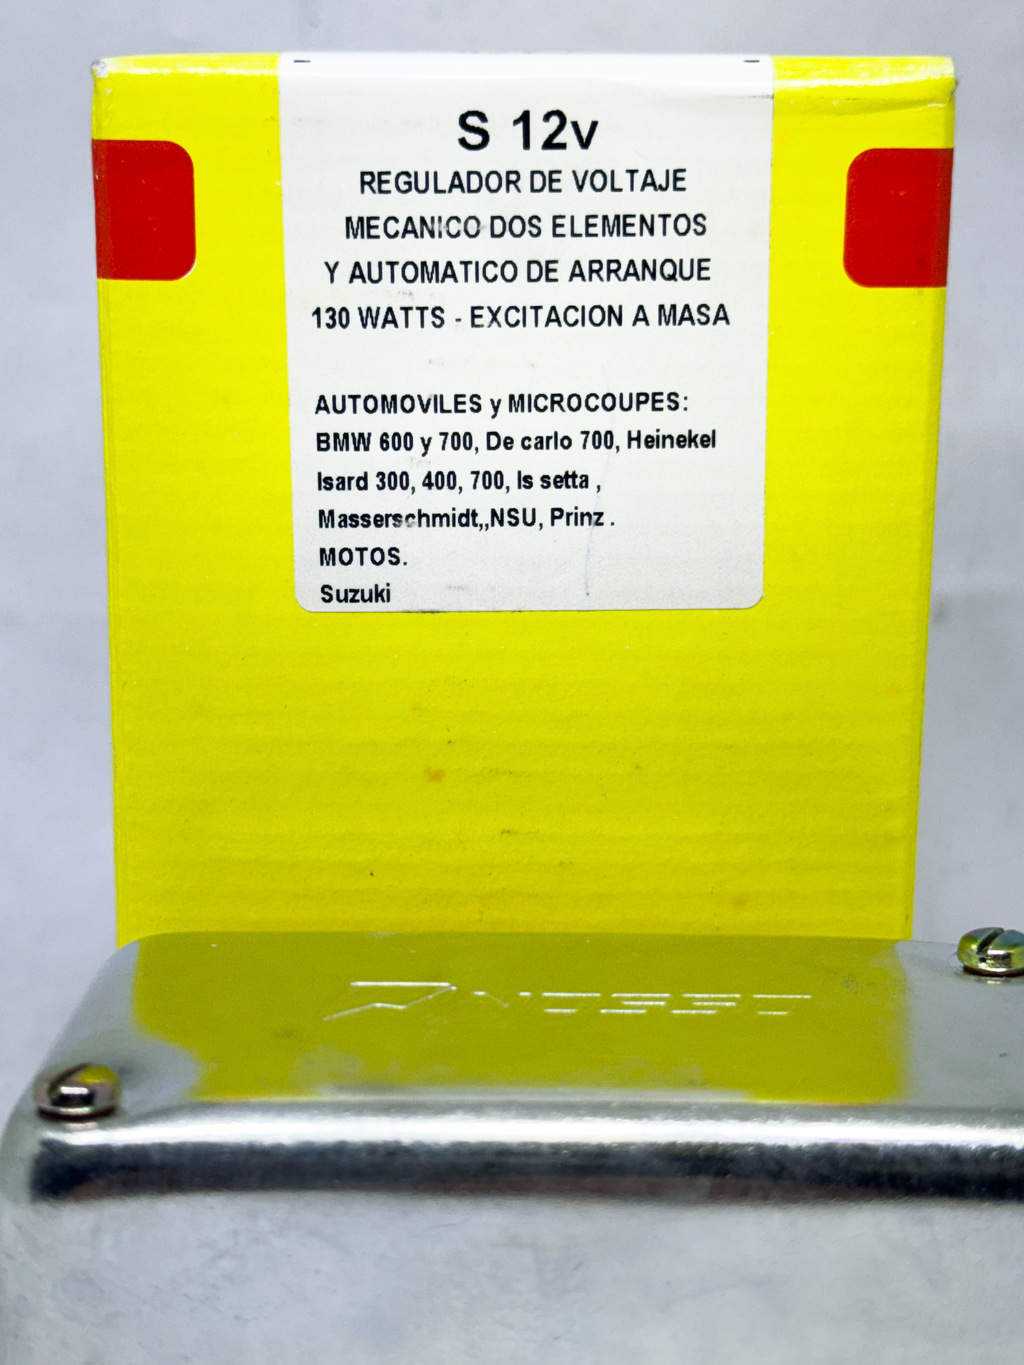 S 12v
REGULADOR DE VOLTAJE
MECANICO DOS ELEMENTOS
Y AUTOMATICO DE ARRANQUE
130 WATTS - EXCITACION A MASA
AUTOMOVILES y MICROCOUPES:
BMW 600 y 700, De carlo 700, Heinekel
Isard 300, 400, 700, Is setta ,
Masserschmidt,,NSU, Prinz .
MOTOS.
Suzuki